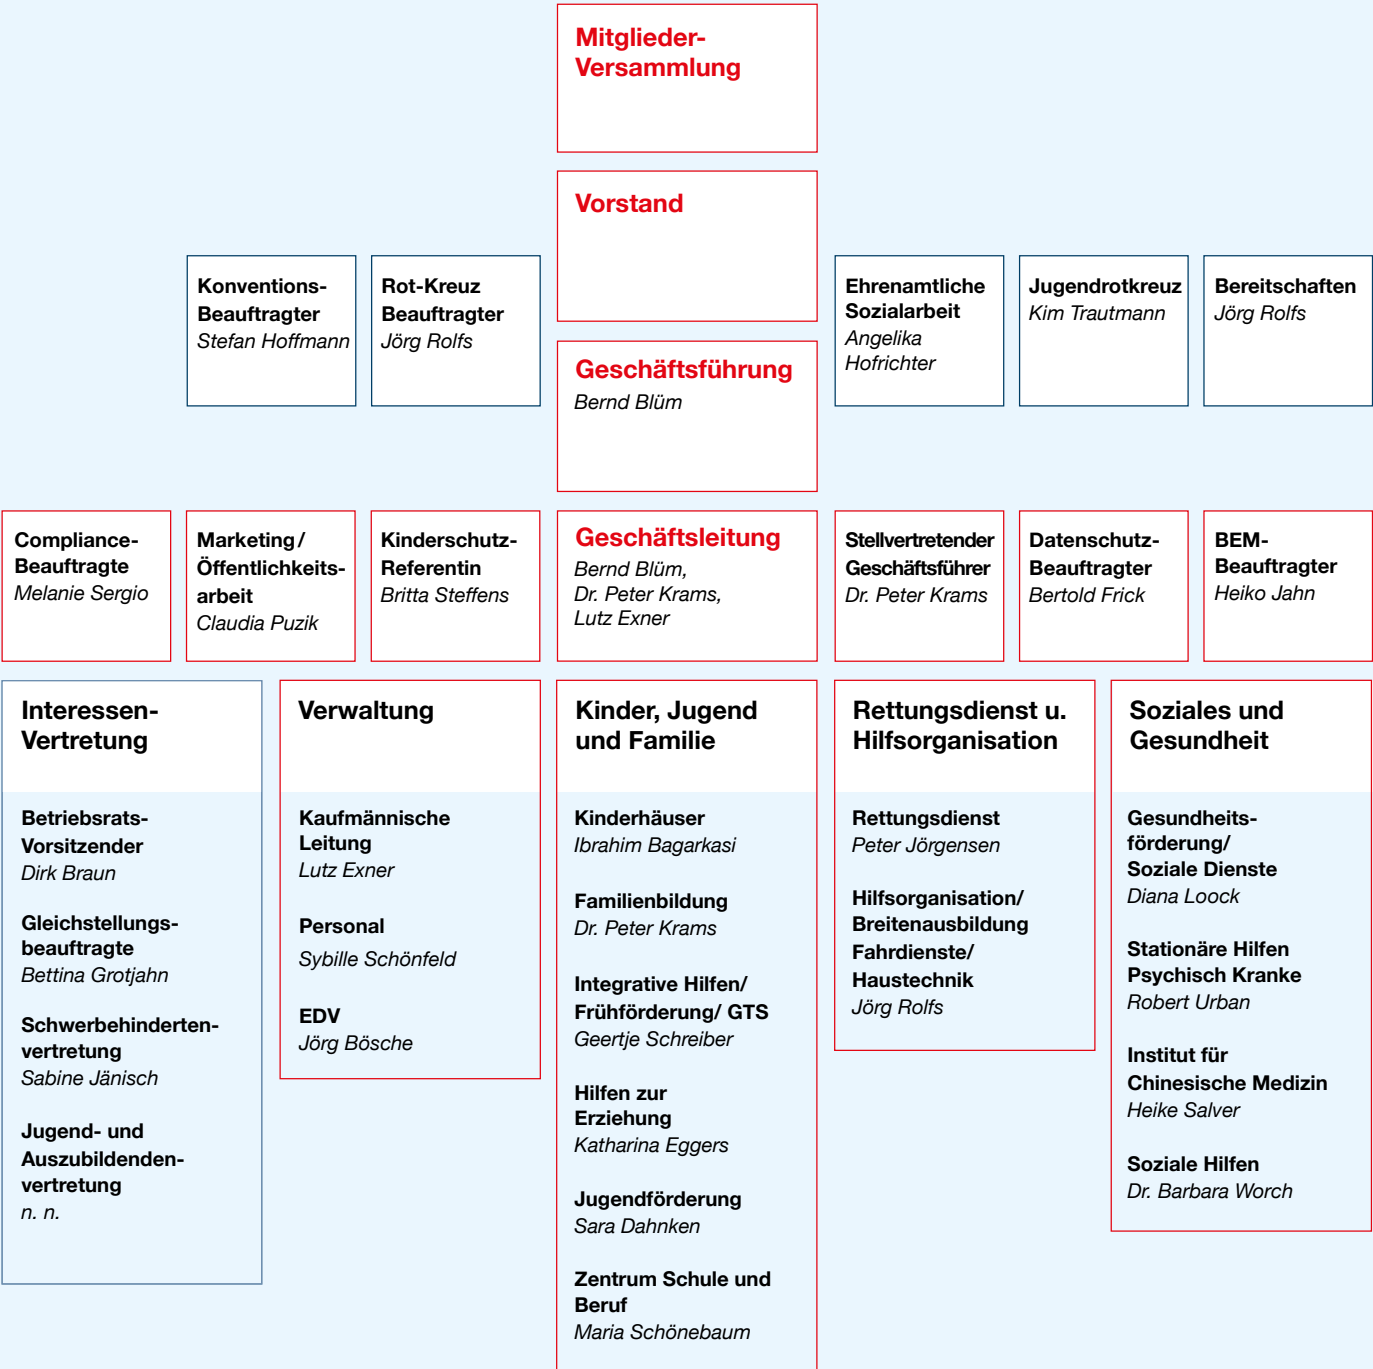 Mitglieder-
Versammlung
Vorstand
Konventions-
Beauftragter
Stefan Hoffmann
Rot-Kreuz
Beauftragter
Jörg Rolfs
Geschäftsführung
Bernd Blüm
Ehrenamtliche
Sozialarbeit
Angelika
Hofrichter
Jugendrotkreuz
Kim Trautmann
Bereitschaften
Jörg Rolfs
Compliance-
Beauftragte
Melanie Sergio
Marketing /
Öffentlichkeits-
arbeit
Claudia Puzik
Kinderschutz-
Referentin
Britta Steffens
Geschäftsleitung
Bernd Blüm,
Dr. Peter Krams,
Lutz Exner
Stellvertretender
Geschäftsführer
Dr. Peter Krams
Datenschutz-
Beauftragter
Bertold Frick
BEM-
Beauftragter
Heiko Jahn
Interessen-
Vertretung
Betriebsrats-
Vorsitzender
Dirk Braun
Gleichstellungs-
beauftragte
Bettina Grotjahn
Schwerbehinderten-
vertretung
Sabine Jänisch
Jugend- und
Auszubildenden-
vertretung
n. n.
Verwaltung
Kaufmännische
Leitung
Lutz Exner
Personal
Sybille Schönfeld
EDV
Jörg Bösche
Kinder, Jugend
und Familie
Kinderhäuser
Ibrahim Bagarkasi
Familienbildung
Dr. Peter Krams
Integrative Hilfen/
Frühförderung/ GTS
Geertje Schreiber
Hilfen zur
Erziehung
Katharina Eggers
Jugendförderung
Sara Dahnken
Zentrum Schule und
Beruf
Maria Schönebaum
Rettungsdienst u.
Hilfsorganisation
Rettungsdienst
Peter Jörgensen
Hilfsorganisation/
Breitenausbildung
Fahrdienste/
Haustechnik
Jörg Rolfs
Soziales und
Gesundheit
Gesundheits-
förderung/
Soziale Dienste
Diana Loock
Stationäre Hilfen
Psychisch Kranke
Robert Urban
Institut für
Chinesische Medizin
Heike Salver
Soziale Hilfen
Dr. Barbara Worch